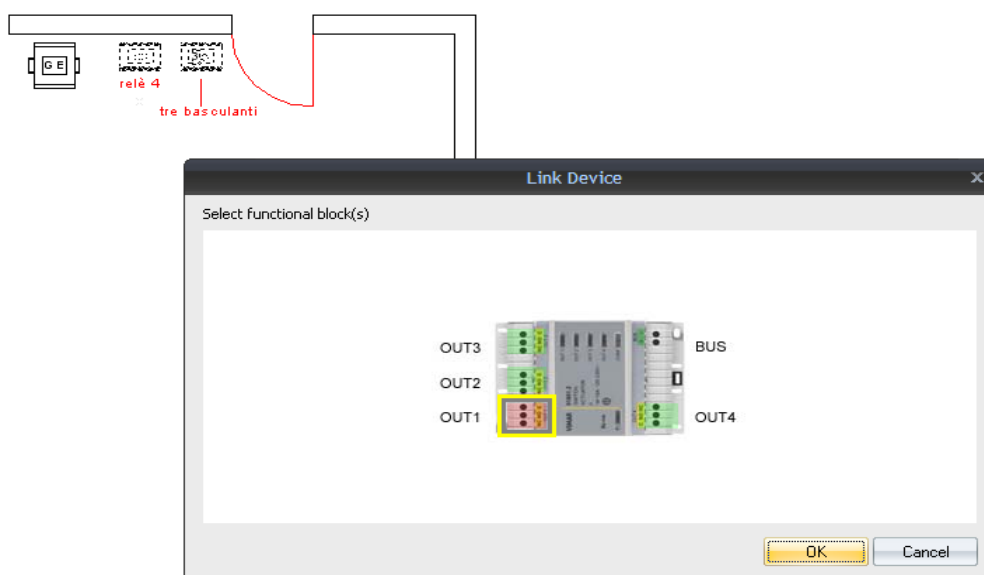 G E
relè 4
tre basculanti
Link Device
Select functional block(s)
OUT3
BUS
OUT2
OUT1
OUT4
OK
Cancel